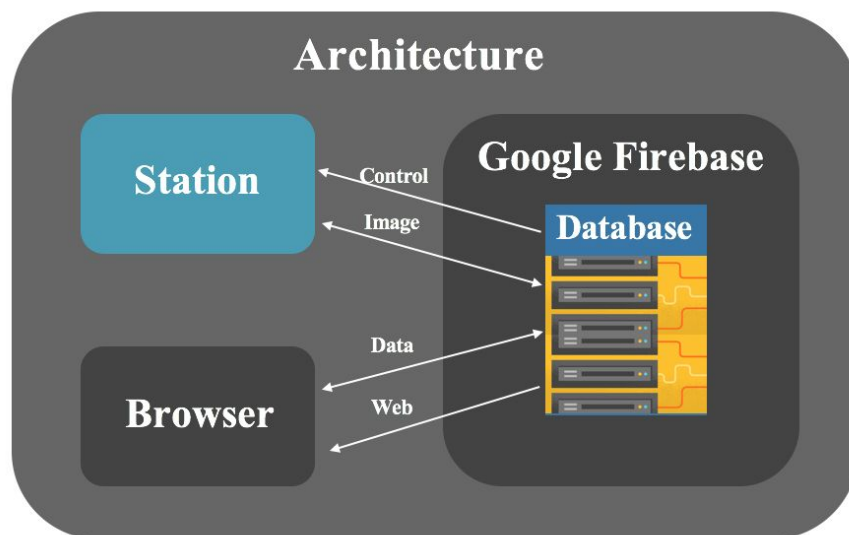 Architecture
Station
Google Firebase
Control
Image
Database
Data
Browser
Web